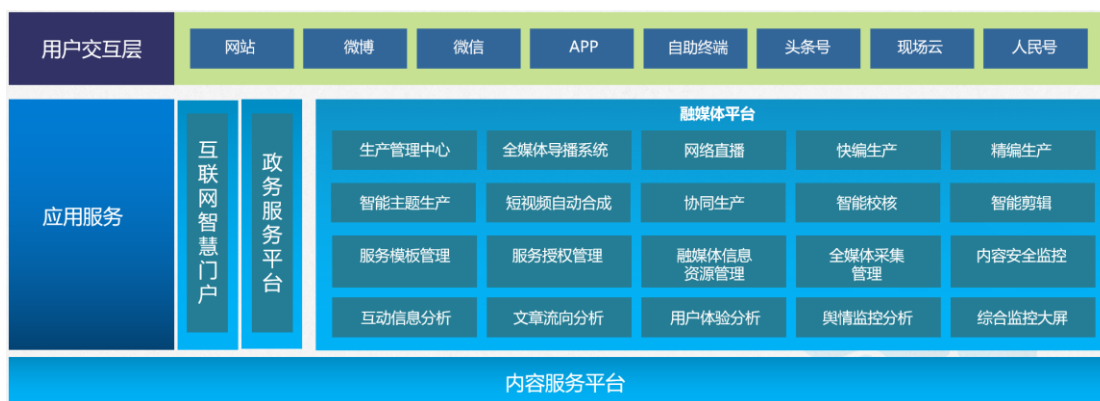 用户交互层
网站
微博
微信
APP
自助终端
头条号
现场云
人民号
应用服务
互联网智慧门户
政务服务平台
融媒体平台
生产管理中心
全媒体导播系统
网络直播
快编生产
精编生产
智能主题生产
短视频自动合成
协同生产
智能校核
智能剪辑
服务模板管理
服务授权管理
融媒体信息
资源管理
全媒体采集
管理
内容安全监控
互动信息分析
文章流向分析
用户体验分析
舆情监控分析
综合监控大屏
内容服务平台